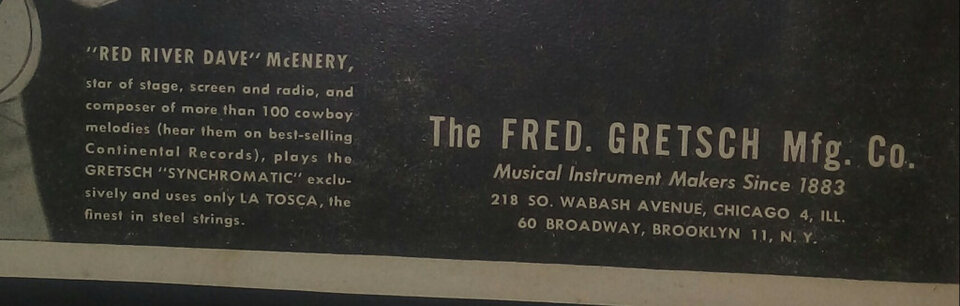 "RED RIVER DAVE" McENERY,
star of stage, screen and radio, and
composer of more than 100 cowboy
melodies (hear them on best-selling
Continental Records), plays the
GRETSCH "SYNCHROMATIC" exclu-
sively and uses only LA TOSCA, the
finest in steel strings.
The FRED. GRETSCH Mfg. Co.
Musical Instrument Makers Since 1883
218 SO. WABASH AVENUE, CHICAGO 4, ILL.
60 BROADWAY, BROOKLYN 11, N. Y.